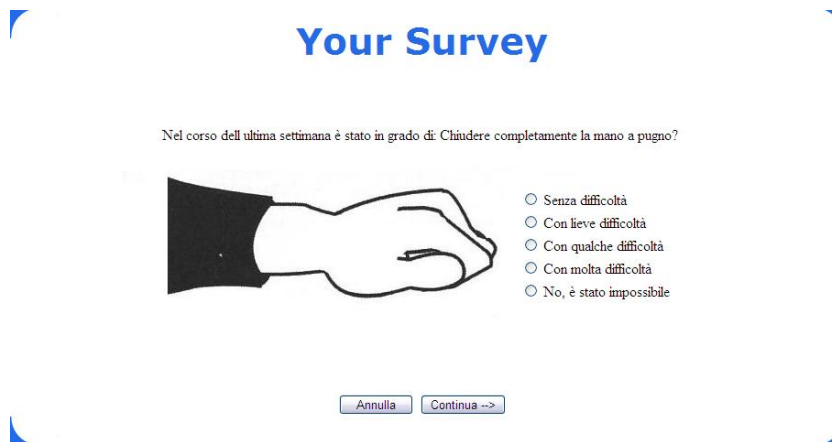 Your Survey
Nel corso dell ultima settimana è stato in grado di: Chiudere completamente la mano a pugno?
Senza difficoltà
Con lieve difficoltà
Con qualche difficoltà
Con molta difficoltà
No, è stato impossibile
Annulla
Continua -->